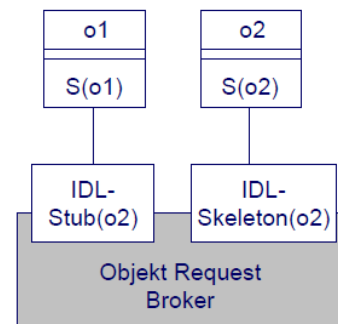 o1
o2
S(o1)
S(o2)
IDL-
Stub(o2)
IDL-
Skeleton(o2)
Objekt Request
Broker